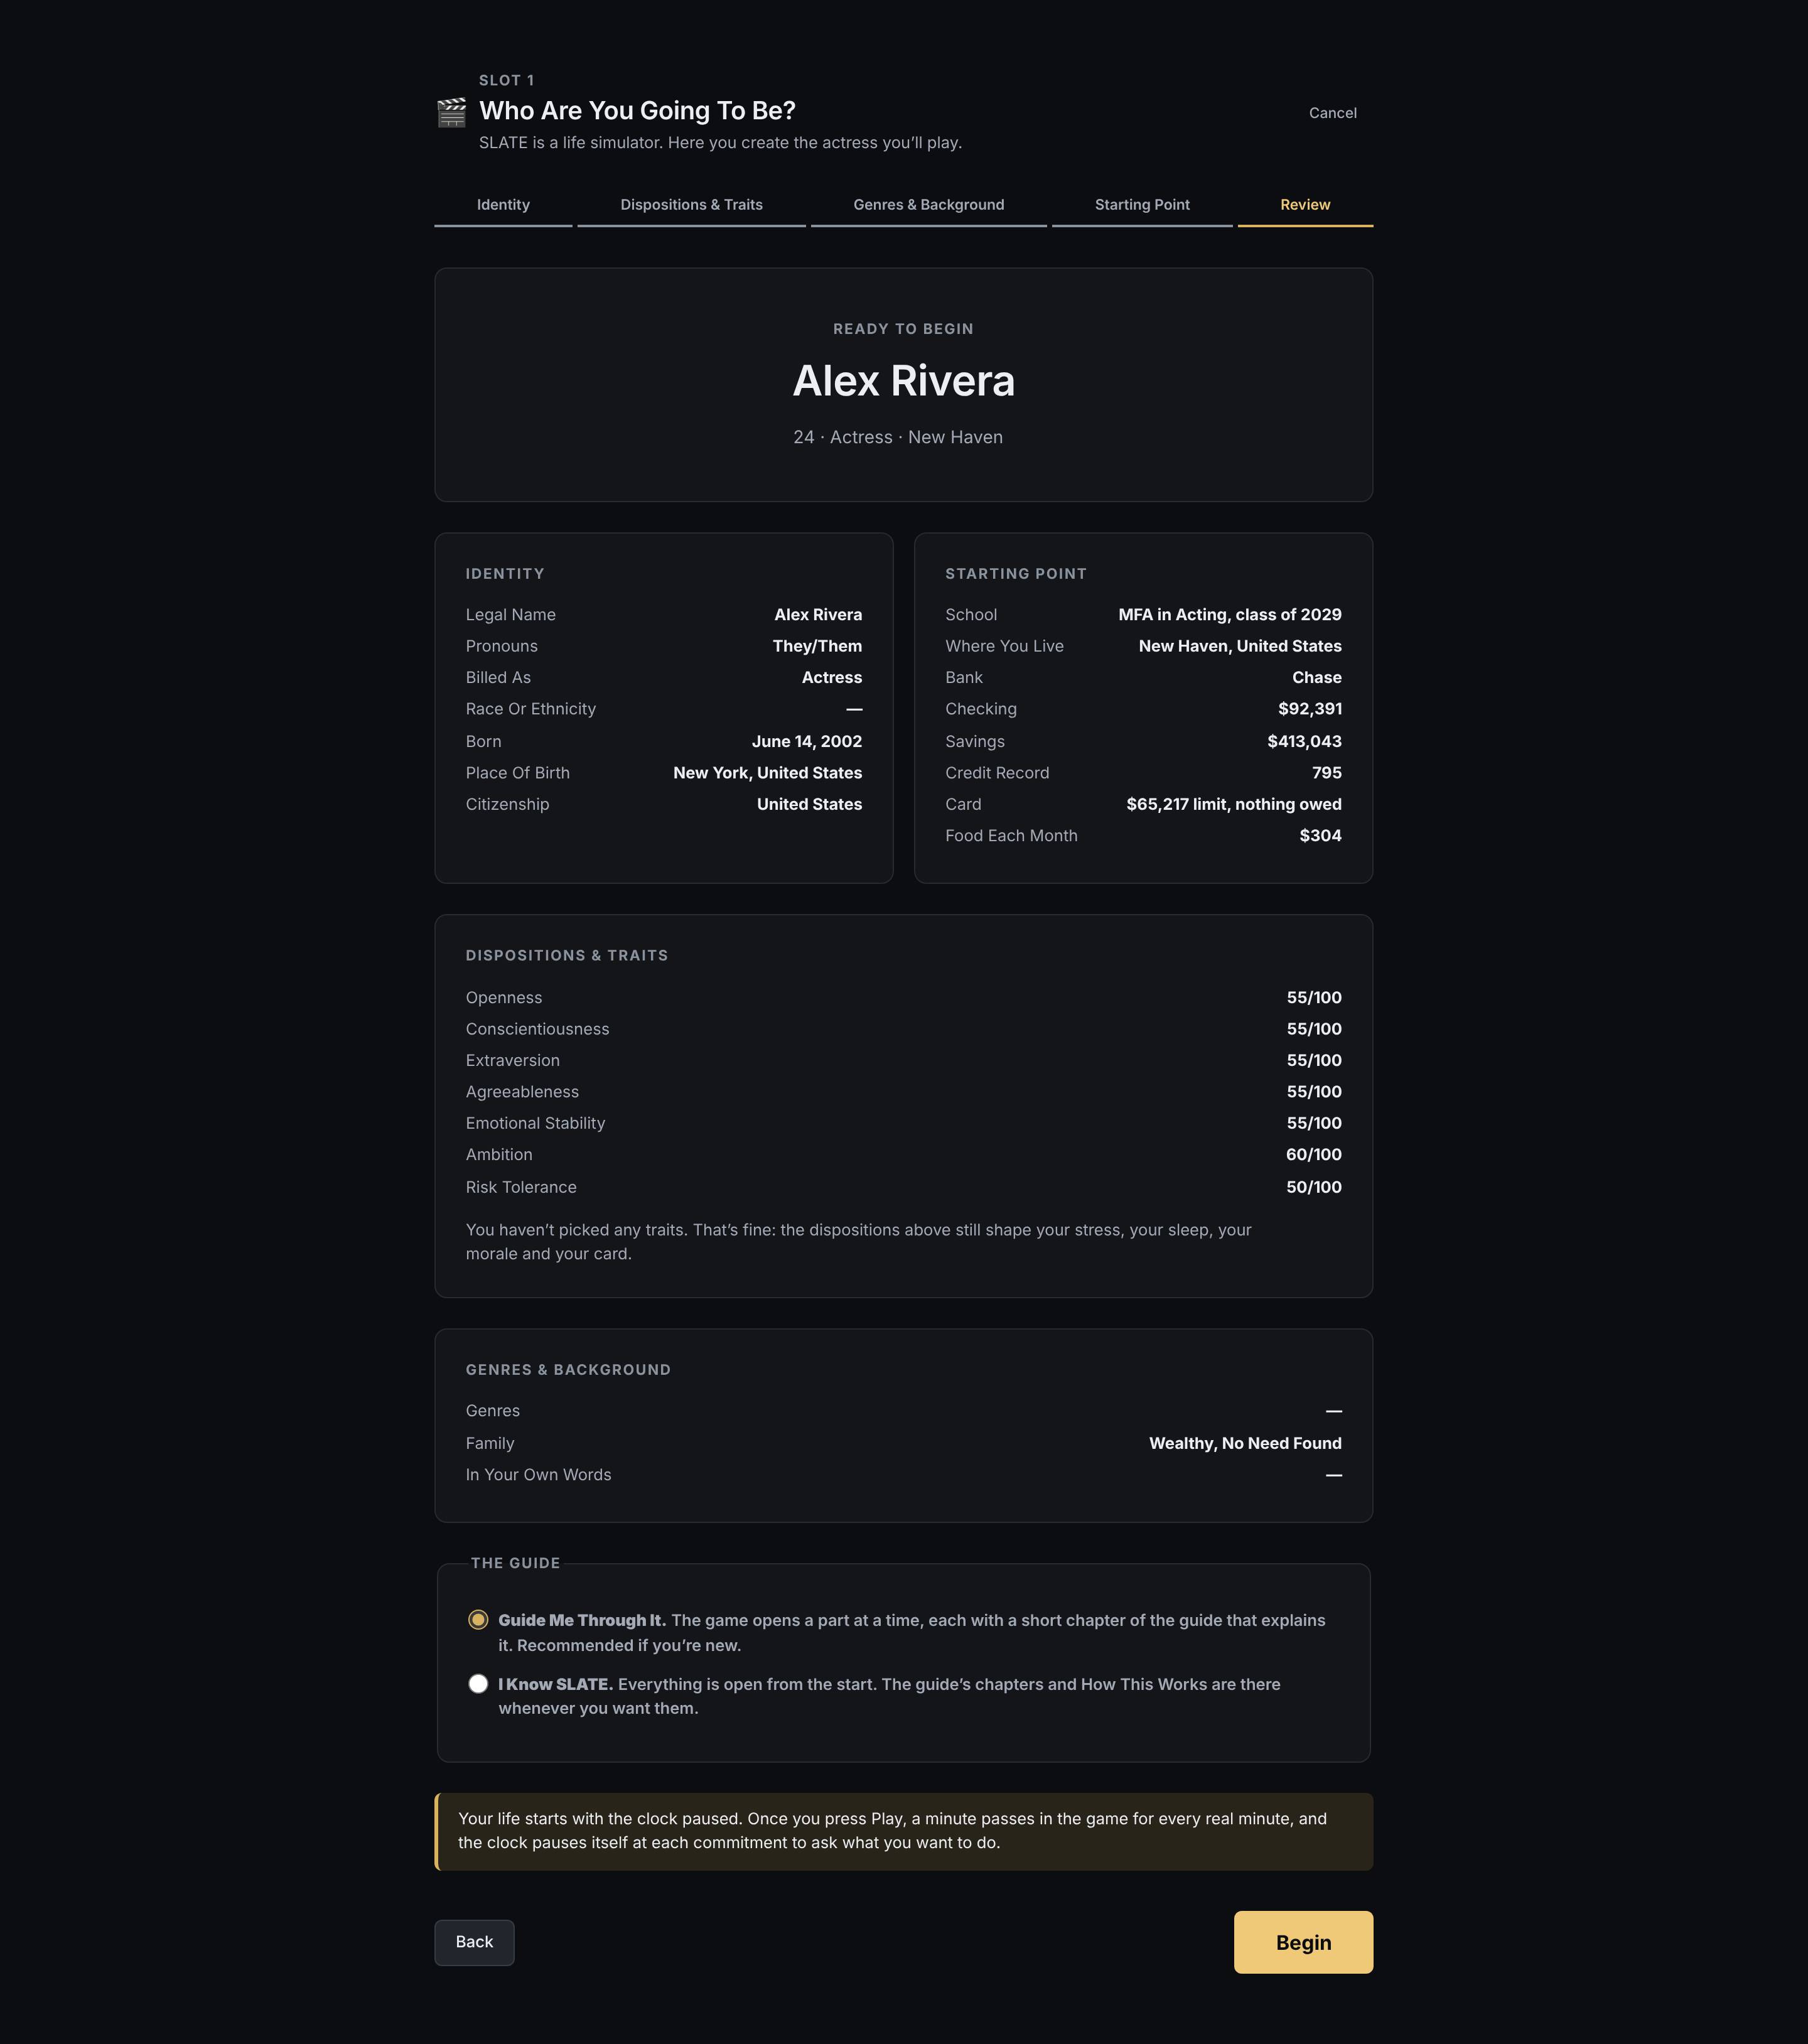 SLOT 1
Who Are You Going To Be?
Cancel
SLATE is a life simulator. Here you create the actress you’ll play.
Identity
Dispositions & Traits
Genres & Background
Starting Point
Review
READY TO BEGIN
Alex Rivera
24 · Actress · New Haven
IDENTITY
Legal Name Alex Rivera
Pronouns They/Them
Billed As Actress
Race Or Ethnicity —
Born June 14, 2002
Place Of Birth New York, United States
Citizenship United States
STARTING POINT
School MFA in Acting, class of 2029
Where You Live New Haven, United States
Bank Chase
Checking $92,391
Savings $413,043
Credit Record 795
Card $65,217 limit, nothing owed
Food Each Month $304
DISPOSITIONS & TRAITS
Openness 55/100
Conscientiousness 55/100
Extraversion 55/100
Agreeableness 55/100
Emotional Stability 55/100
Ambition 60/100
Risk Tolerance 50/100
You haven’t picked any traits. That’s fine: the dispositions above still shape your stress, your sleep, your
morale and your card.
GENRES & BACKGROUND
Genres —
Family Wealthy, No Need Found
In Your Own Words —
THE GUIDE
Guide Me Through It. The game opens a part at a time, each with a short chapter of the guide that explains
it. Recommended if you’re new.
I Know SLATE. Everything is open from the start. The guide’s chapters and How This Works are there
whenever you want them.
Your life starts with the clock paused. Once you press Play, a minute passes in the game for every real minute, and
the clock pauses itself at each commitment to ask what you want to do.
Back
Begin